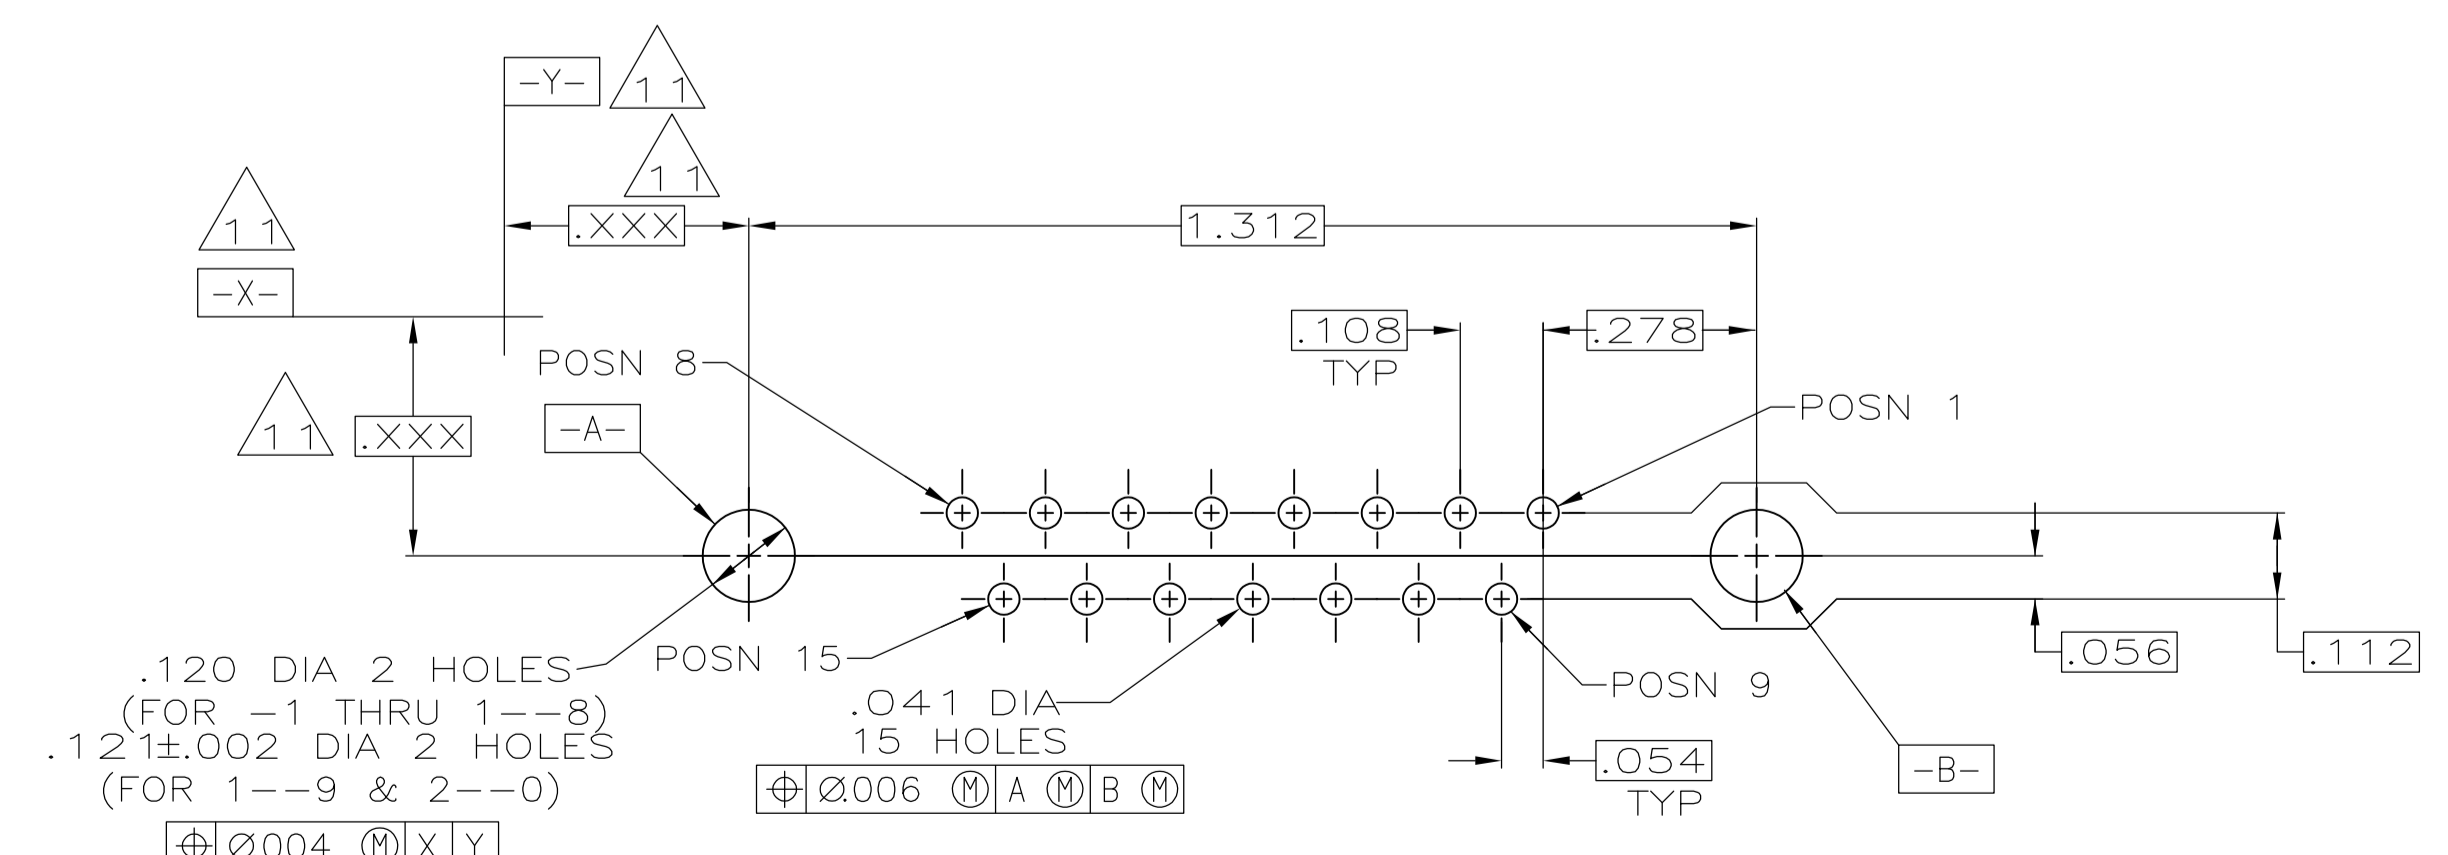 -Y-
11
11
11
.XXX
1.312
-X-
.108
TYP
.278
POSN 8
POSN 1
11
.XXX
-A-
.120 DIA 2 HOLES
(FOR -1 THRU 1--8)
.121±.002 DIA 2 HOLES
(FOR 1--9 & 2--0)
⌖ Ø.004 Ⓜ X Y
POSN 15
.041 DIA
15 HOLES
⌖ Ø.006 Ⓜ A Ⓜ B Ⓜ
POSN 9
.054
TYP
-B-
.056
.112